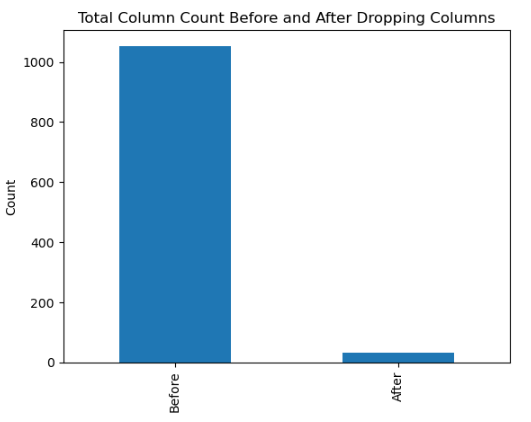 Total Column Count Before and After Dropping Columns
1000
800
600
400
200
0
Count
Before
After